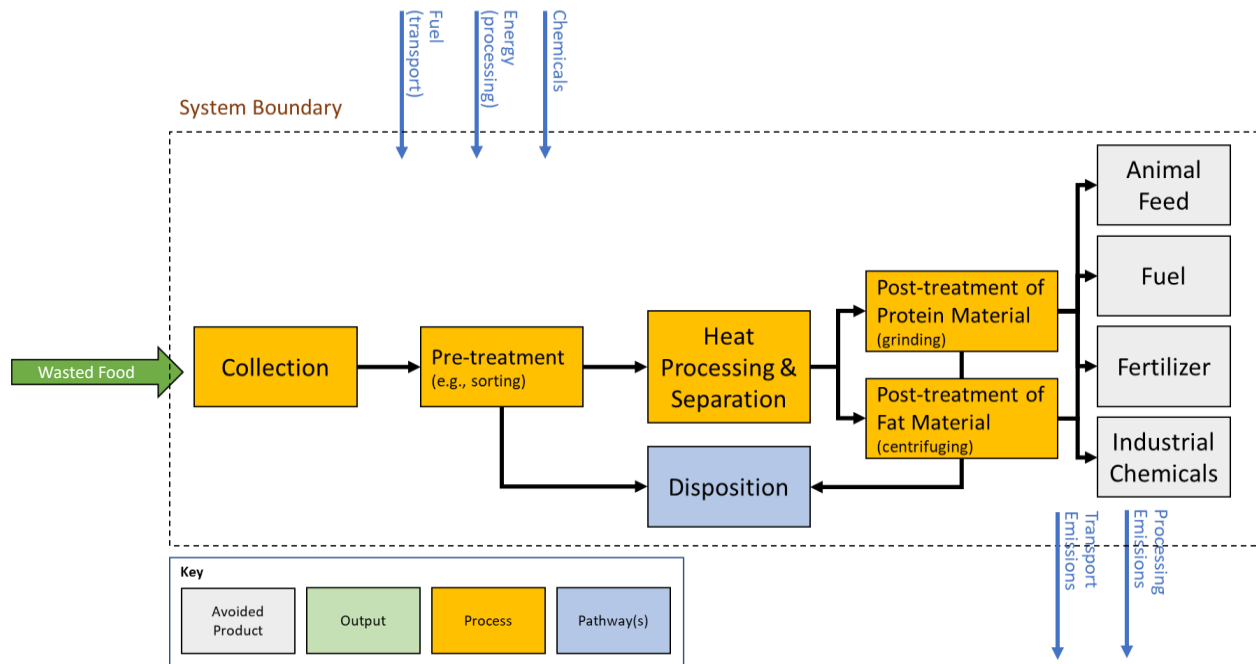 Fuel
(transport)
Energy
(processing)
Chemicals
System Boundary
Wasted Food
Collection
Pre-treatment
(e.g., sorting)
Heat
Processing &
Separation
Disposition
Post-treatment of
Protein Material
(grinding)
Post-treatment of
Fat Material
(centrifuging)
Animal
Feed
Fuel
Fertilizer
Industrial
Chemicals
Transport
Emissions
Processing
Emissions
Key
Avoided
Product
Output
Process
Pathway(s)